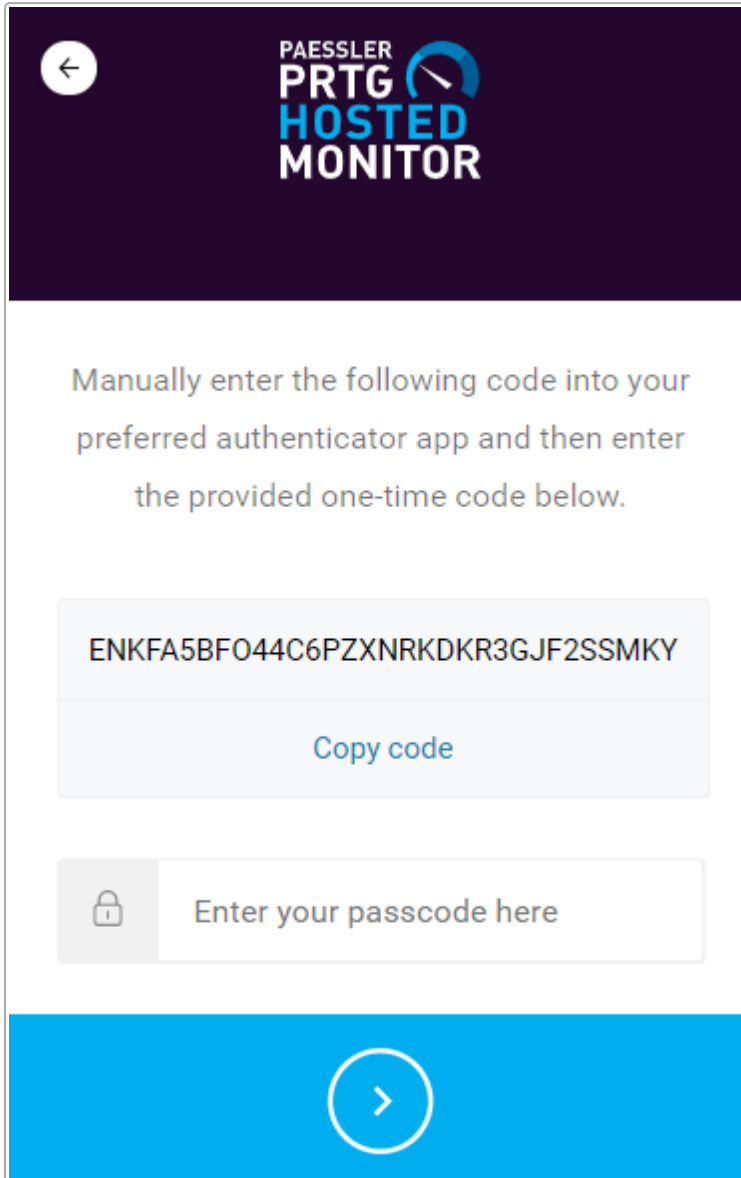 PAESSLER
PRTG
HOSTED
MONITOR
Manually enter the following code into your
preferred authenticator app and then enter
the provided one-time code below.
ENKFA5BFO44C6PZXNRKDKR3GJF2SSMKY
Copy code
Enter your passcode here